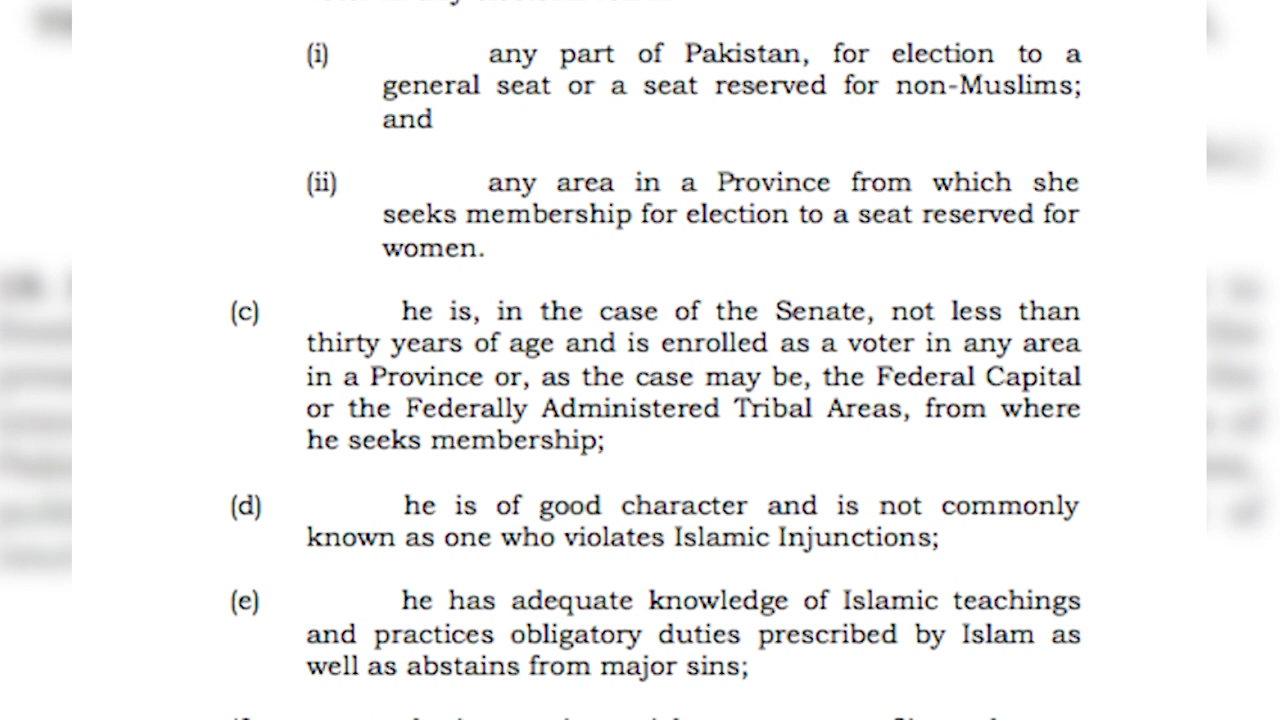 (i) any part of Pakistan, for election to a
general seat or a seat reserved for non-Muslims;
and
(ii) any area in a Province from which she
seeks membership for election to a seat reserved for
women.
(c) he is, in the case of the Senate, not less than
thirty years of age and is enrolled as a voter in any area
in a Province or, as the case may be, the Federal Capital
or the Federally Administered Tribal Areas, from where
he seeks membership;
(d) he is of good character and is not commonly
known as one who violates Islamic Injunctions;
(e) he has adequate knowledge of Islamic teachings
and practices obligatory duties prescribed by Islam as
well as abstains from major sins;